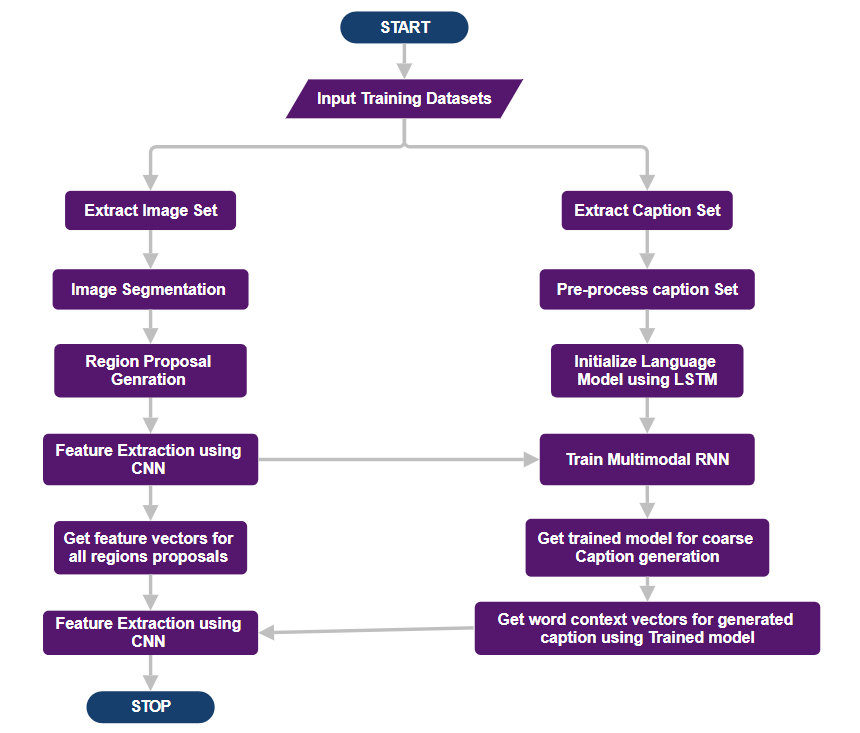 START
Input Training Datasets
Extract Image Set
Extract Caption Set
Image Segmentation
Pre-process caption Set
Region Proposal
Genration
Initialize Language
Model using LSTM
Feature Extraction using
CNN
Train Multimodal RNN
Get feature vectors for
all regions proposals
Get trained model for coarse
Caption generation
Feature Extraction using
CNN
Get word context vectors for generated
caption using Trained model
STOP